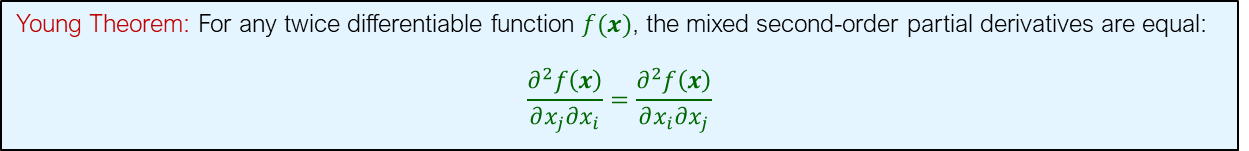 Young Theorem: For any twice differentiable function f(x), the mixed second-order partial derivatives are equal:
∂²f(x)/∂xⱼ∂xᵢ = ∂²f(x)/∂xᵢ∂xⱼ